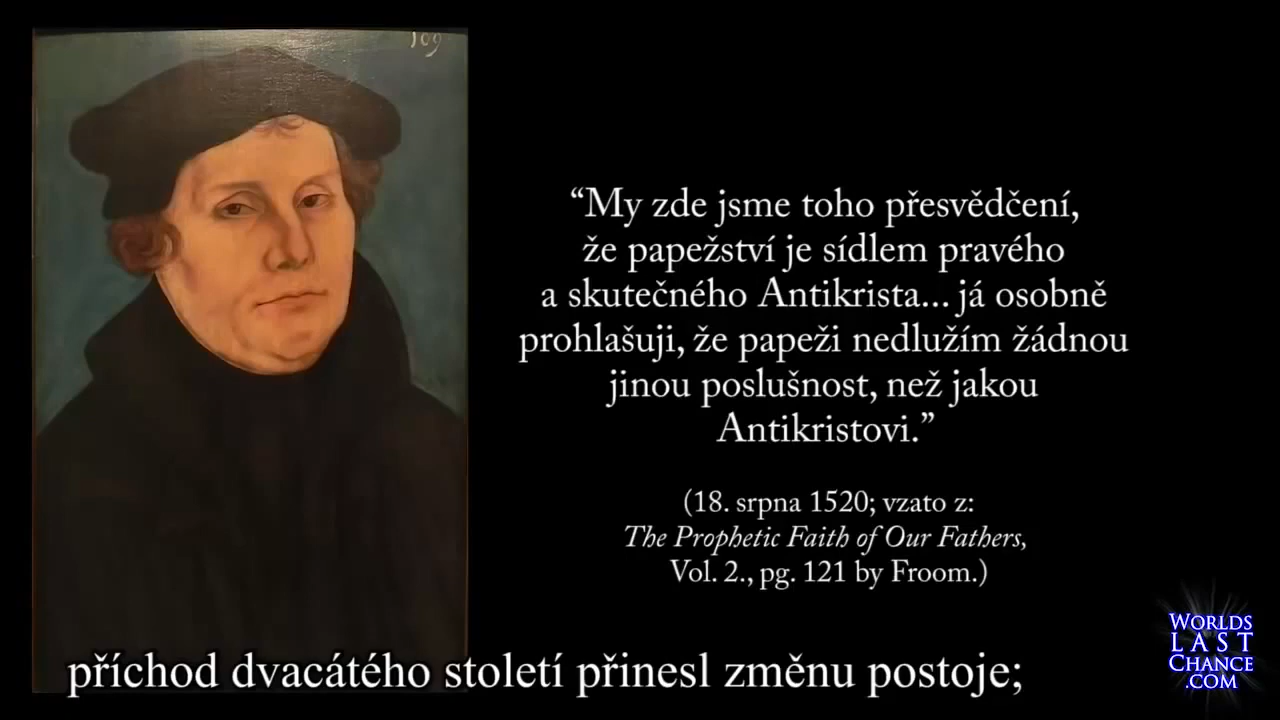 109
“My zde jsme toho přesvědčení,
že papežství je sídlem pravého
a skutečného Antikrista... já osobně
prohlašuji, že papeži nedlužím žádnou
jinou poslušnost, než jakou
Antikristovi.”
(18. srpna 1520; vzato z:
The Prophetic Faith of Our Fathers,
Vol. 2., pg. 121 by Froom.)
příchod dvacátého století přinesl změnu postoje;
WORLDS
LAST
CHANCE
.COM